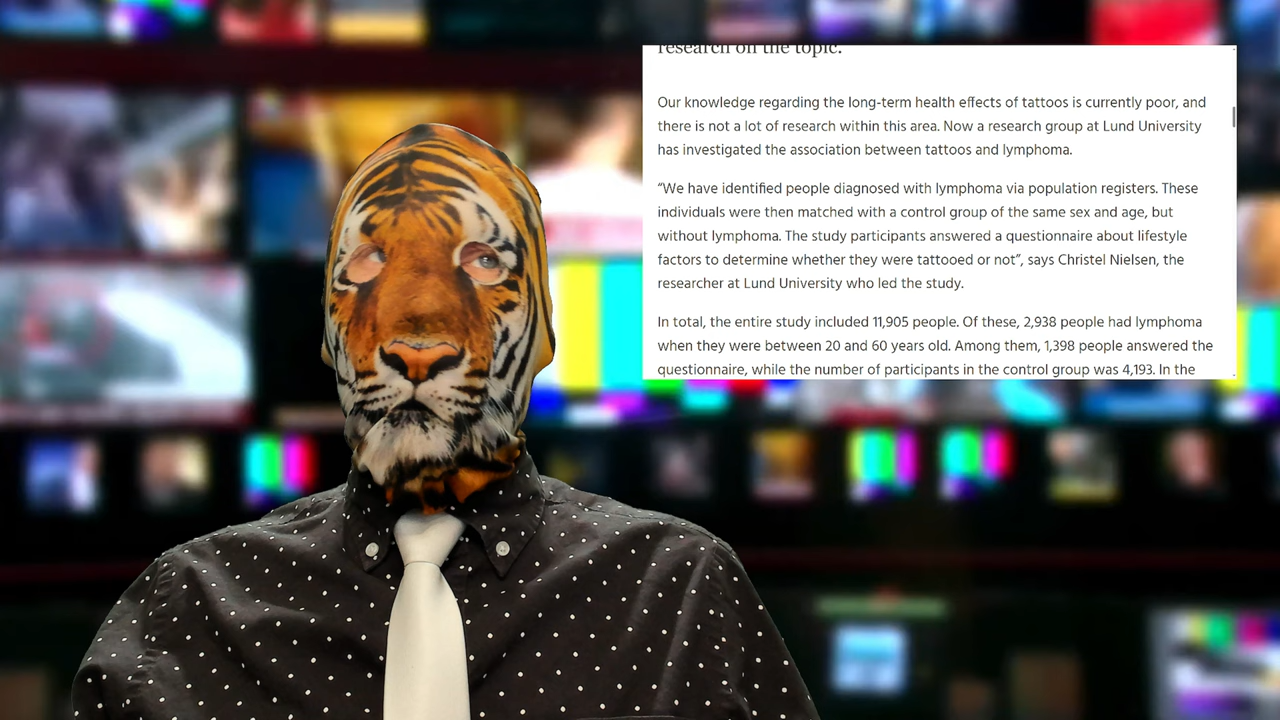 research on the topic.
Our knowledge regarding the long-term health effects of tattoos is currently poor, and
there is not a lot of research within this area. Now a research group at Lund University
has investigated the association between tattoos and lymphoma.
“We have identified people diagnosed with lymphoma via population registers. These
individuals were then matched with a control group of the same sex and age, but
without lymphoma. The study participants answered a questionnaire about lifestyle
factors to determine whether they were tattooed or not”, says Christel Nielsen, the
researcher at Lund University who led the study.
In total, the entire study included 11,905 people. Of these, 2,938 people had lymphoma
when they were between 20 and 60 years old. Among them, 1,398 people answered the
questionnaire, while the number of participants in the control group was 4,193. In the